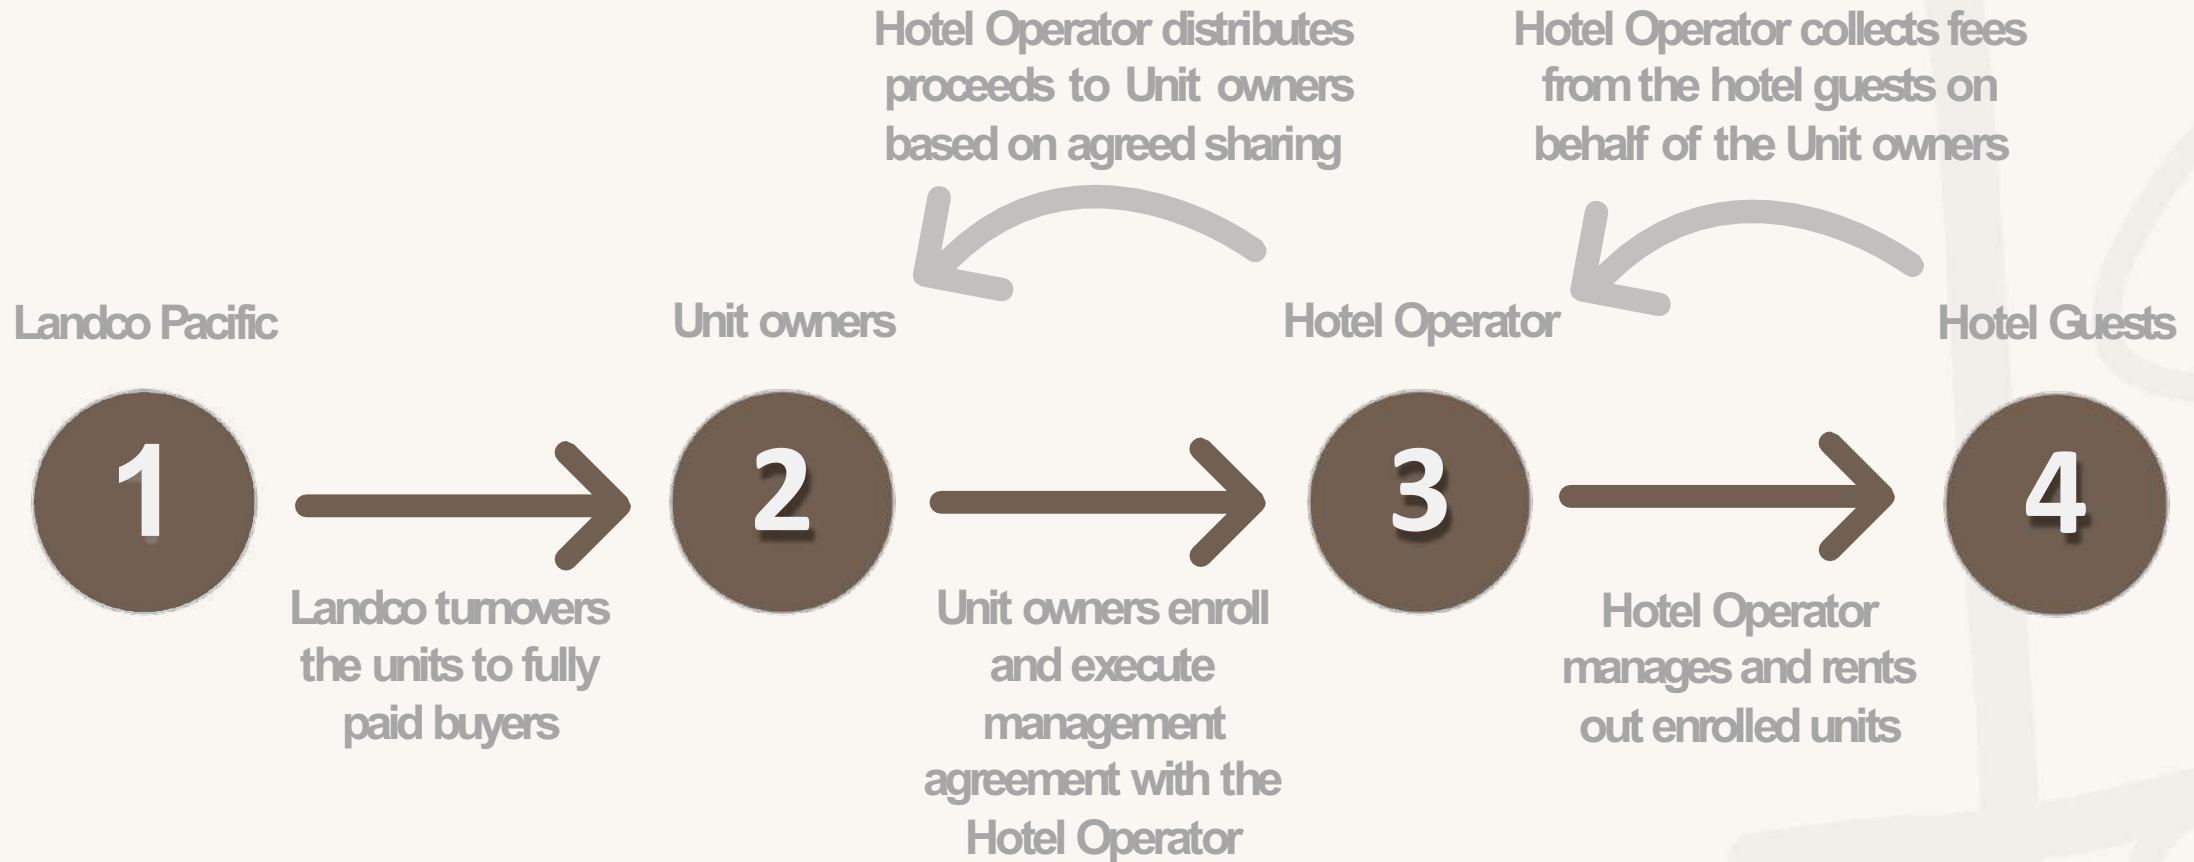 Hotel Operator distributes
proceeds to Unit owners
based on agreed sharing
Hotel Operator collects fees
from the hotel guests on
behalf of the Unit owners
Landco Pacific
Unit owners
Hotel Operator
Hotel Guests
1
2
3
4
Landco turnovers
the units to fully
paid buyers
Unit owners enroll
and execute
management
agreement with the
Hotel Operator
Hotel Operator
manages and rents
out enrolled units